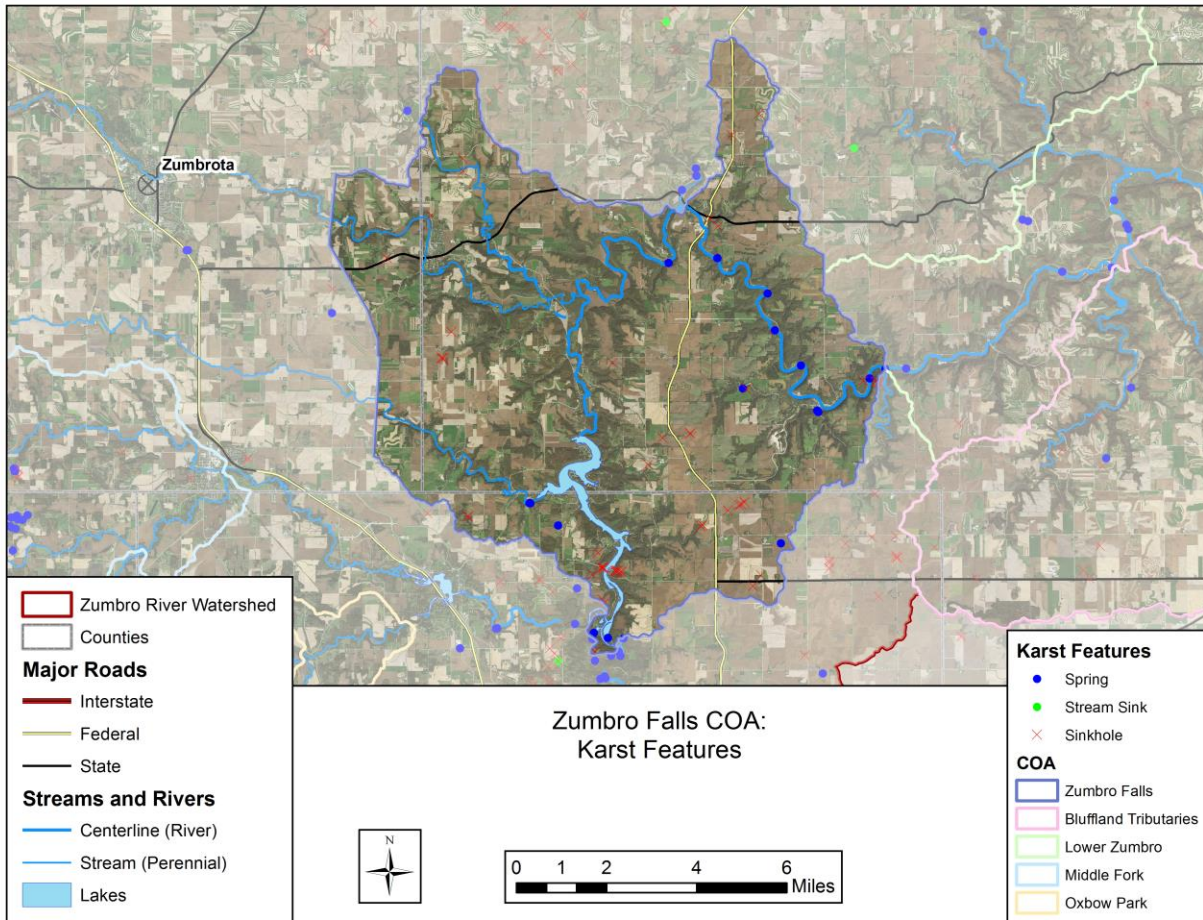 Zumbrota
Zumbro River Watershed
Counties
Major Roads
Interstate
Federal
State
Streams and Rivers
Centerline (River)
Stream (Perennial)
Lakes
Zumbro Falls COA:
Karst Features
N
0 1 2 4 6
Miles
Karst Features
Spring
Stream Sink
Sinkhole
COA
Zumbro Falls
Bluffland Tributaries
Lower Zumbro
Middle Fork
Oxbow Park